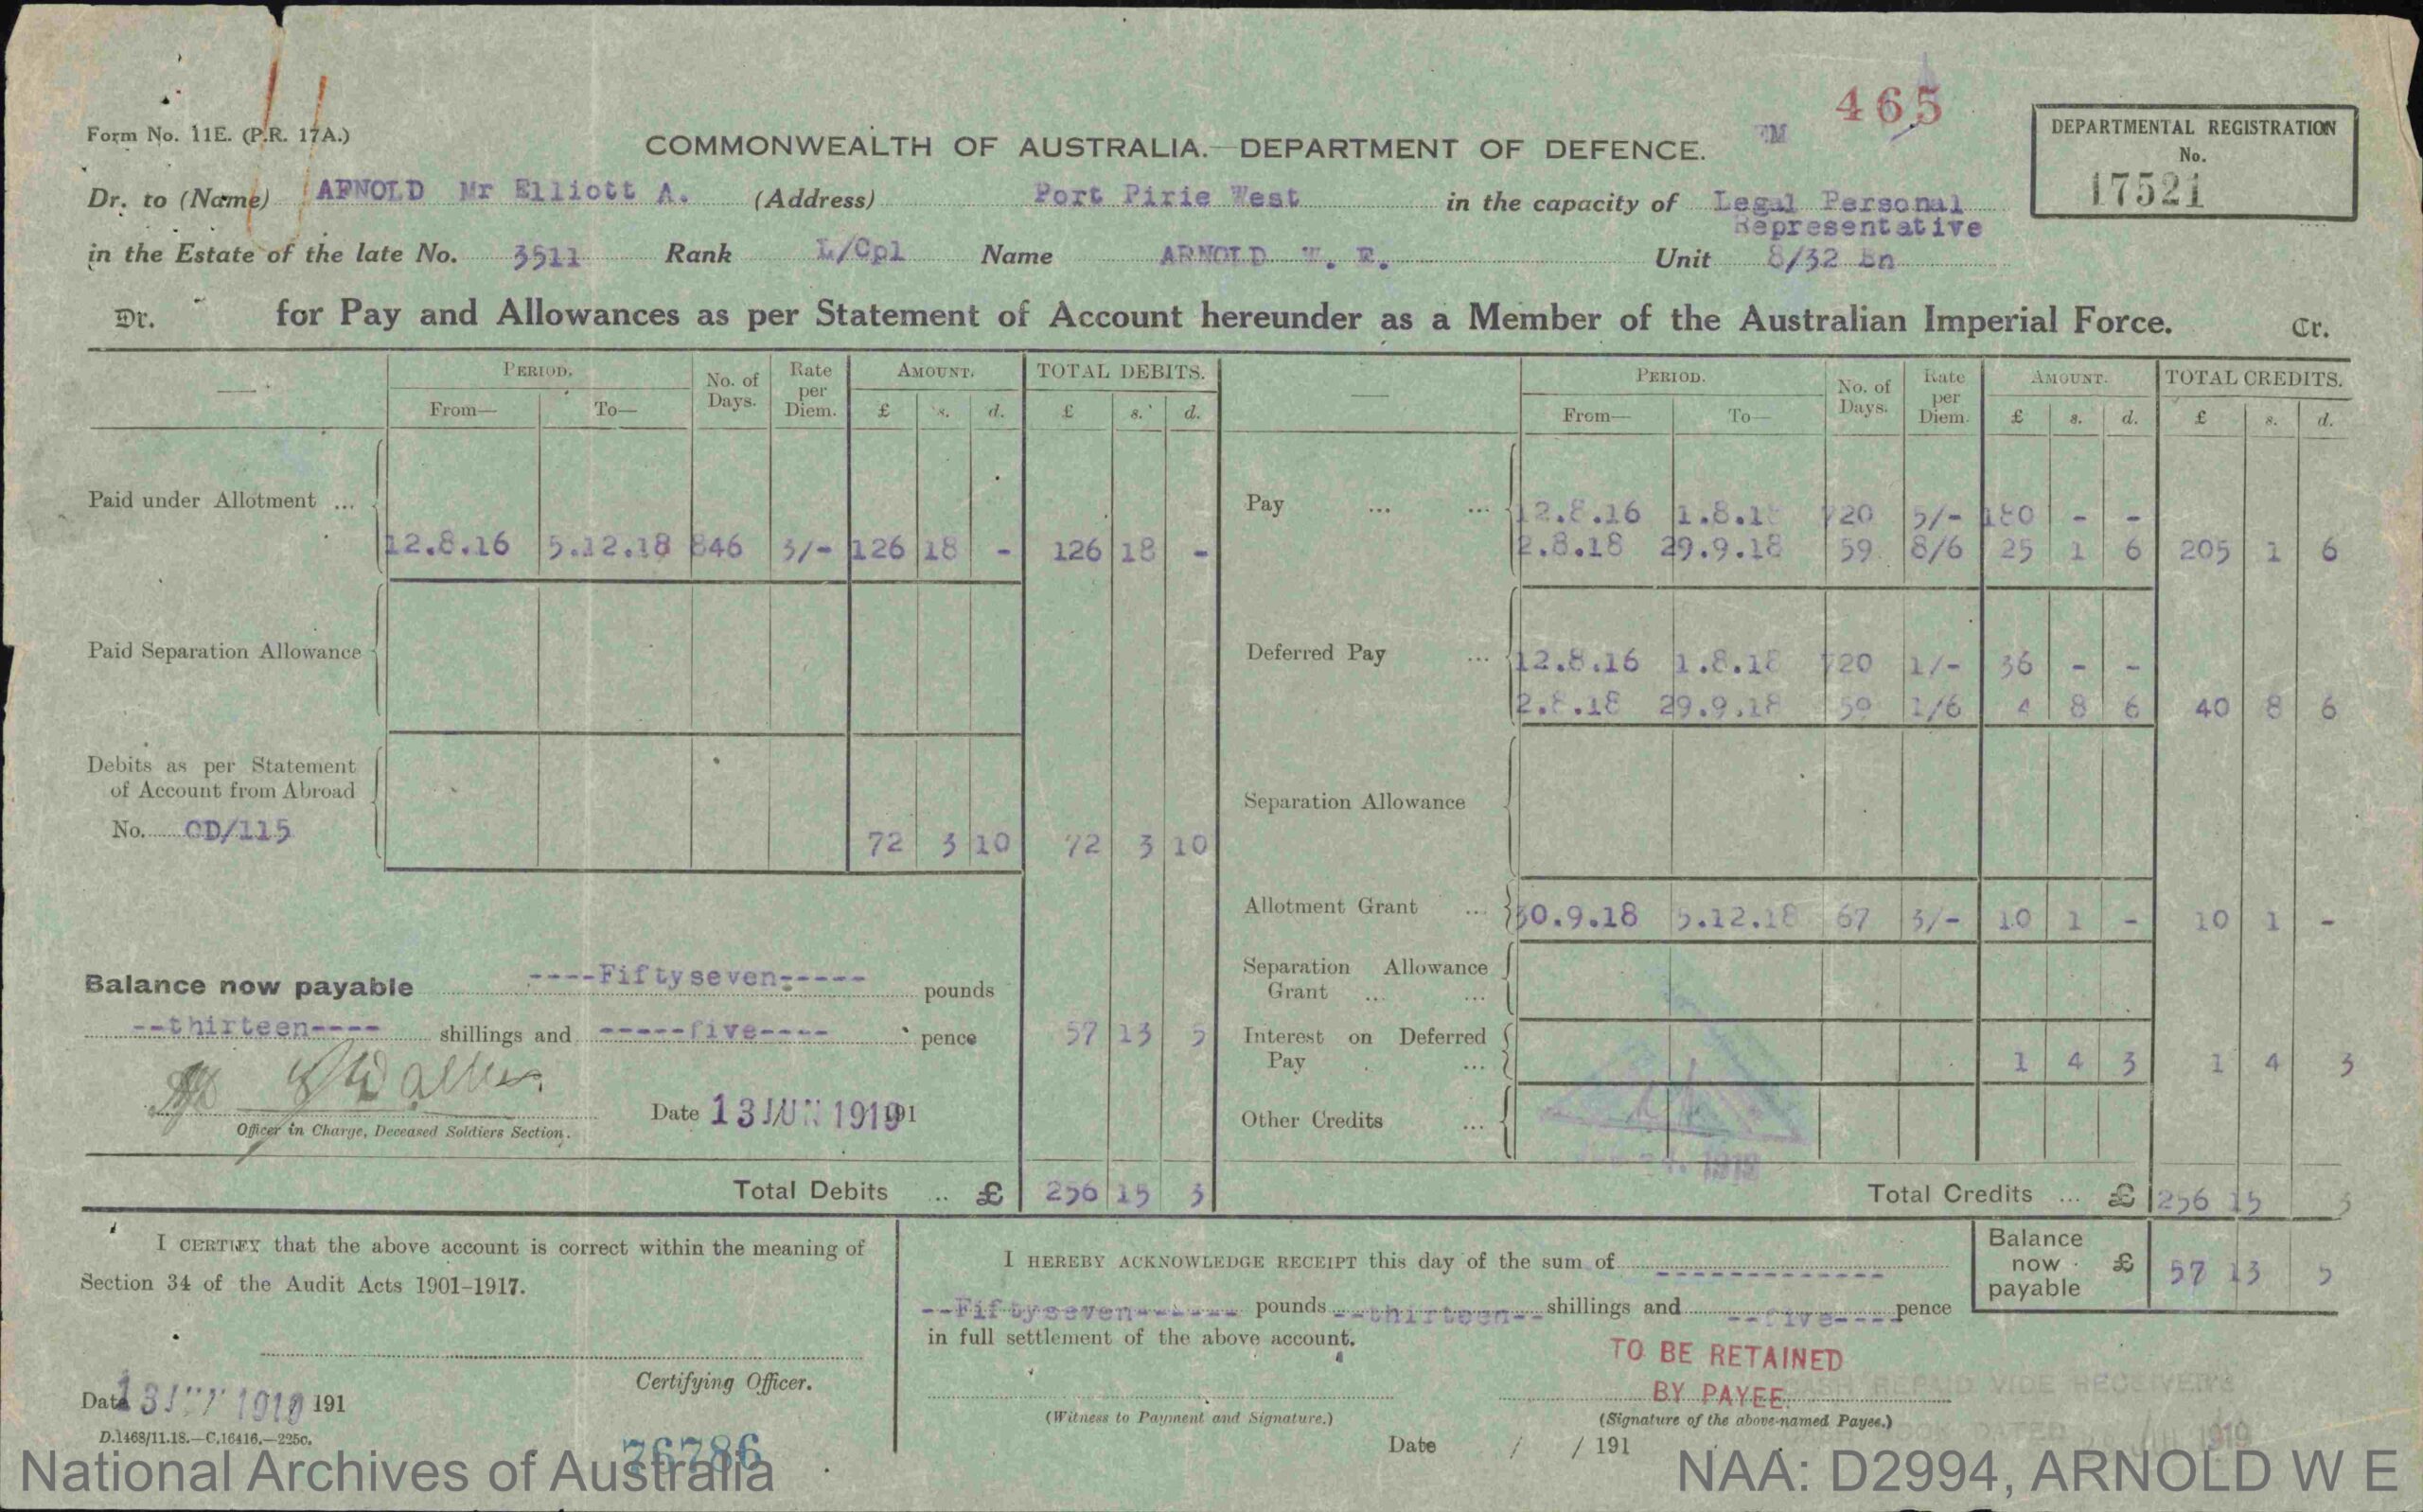 465
Form No. 11E. (P.R. 17A.)
COMMONWEALTH OF AUSTRALIA.—DEPARTMENT OF DEFENCE.
DEPARTMENTAL REGISTRATION
No.
17521
Dr. to (Name) ARNOLD Mr Elliott A. (Address) Port Pirie West in the capacity of Legal Personal
Representative
in the Estate of the late No. 3511 Rank L/Cpl Name ARNOLD W. E. Unit 8/32 Bn
Dr. for Pay and Allowances as per Statement of Account hereunder as a Member of the Australian Imperial Force. Cr.
PERIOD. No. of Days. Rate per Diem. AMOUNT. TOTAL DEBITS.
From— To— £ s. d. £ s. d.
Paid under Allotment ...
12.8.16 5.12.18 846 3/- 126 18 - 126 18 -
Paid Separation Allowance
Debits as per Statement
of Account from Abroad
No. CD/115
72 3 10 72 3 10
Balance now payable ----Fiftyseven----- pounds
--thirteen---- shillings and -----five---- pence 57 13 5
Officer in Charge, Deceased Soldiers Section.
Date 13 JUN 1919 191
Total Debits ... £ 256 15 3
PERIOD. No. of Days. Rate per Diem. AMOUNT. TOTAL CREDITS.
From— To— £ s. d. £ s. d.
Pay ... ... 12.8.16 1.8.18 720 5/- 180 - -
2.8.18 29.9.18 59 8/6 25 1 6 205 1 6
Deferred Pay ... 12.8.16 1.8.18 720 1/- 36 - -
2.8.18 29.9.18 59 1/6 4 8 6 40 8 6
Separation Allowance
Allotment Grant ... 30.9.18 5.12.18 67 3/- 10 1 - 10 1 -
Separation Allowance
Grant ... ...
Interest on Deferred
Pay ... 1 4 3 1 4 3
Other Credits ...
1919
Total Credits ... £ 256 15 3
I CERTIFY that the above account is correct within the meaning of
Section 34 of the Audit Acts 1901-1917.
Certifying Officer.
Date 13 JUN 1919 191
D.1468/11.18.—C.16416.—225c.
76786
I HEREBY ACKNOWLEDGE RECEIPT this day of the sum of -------------
--Fiftyseven------- pounds --thirteen-- shillings and --five---- pence
in full settlement of the above account.
Balance
now £ 57 13 5
payable
TO BE RETAINED
BY PAYEE.
(Witness to Payment and Signature.)
(Signature of the above-named Payee.)
Date / / 191
National Archives of Australia
NAA: D2994, ARNOLD W E